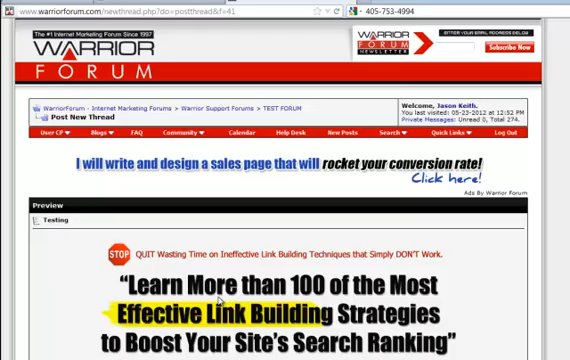 www.warriorforum.com/newthread.php?do=postthread&f=41
405-753-4994
The #1 Internet Marketing Forum Since 1997
WARRIOR
FORUM
WARRIOR
FORUM
NEWSLETTER
ENTER YOUR EMAIL ADDRESS BELOW
Subscribe Now
WarriorForum - Internet Marketing Forums > Warrior Support Forums > TEST FORUM
Post New Thread
Welcome, Jason Keith.
You last visited: 05-23-2012 at 12:52 PM
Private Messages: Unread 0, Total 274.
User CP Blogs FAQ Community Calendar Help Desk New Posts Search Quick Links Log Out
I will write and design a sales page that will rocket your conversion rate!
Click here!
Ads By Warrior Forum
Preview
Testing
STOP QUIT Wasting Time on Ineffective Link Building Techniques that Simply DON'T Work.
“Learn More than 100 of the Most
Effective Link Building Strategies
to Boost Your Site's Search Ranking”